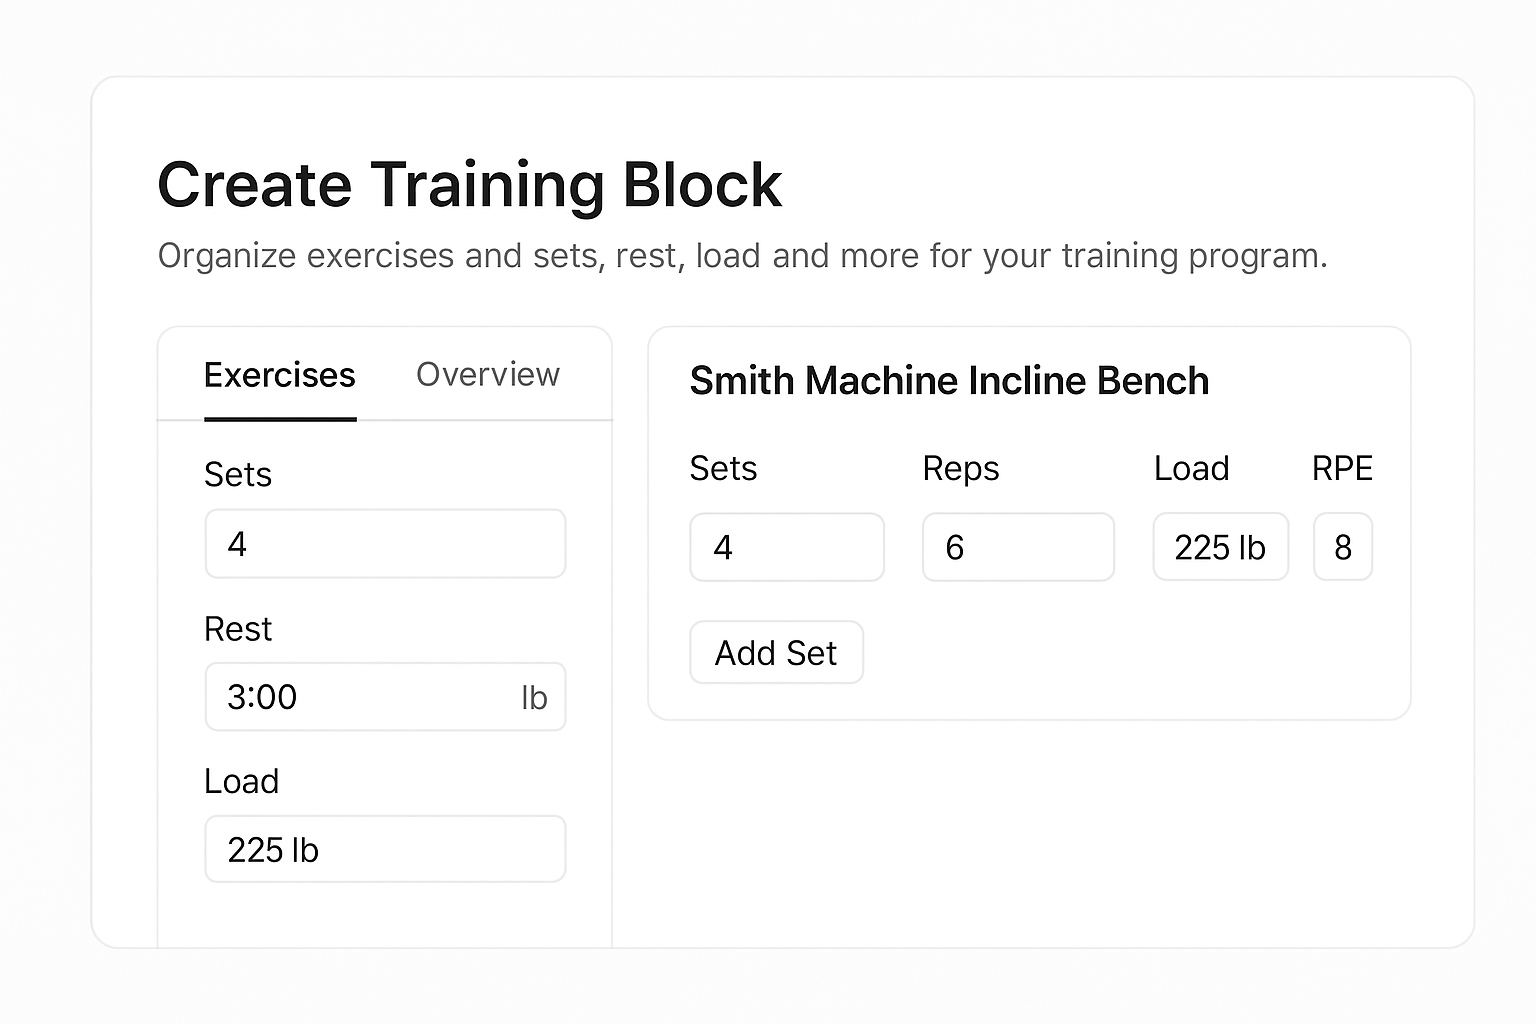 Create Training Block
Organize exercises and sets, rest, load and more for your training program.
Exercises Overview
Sets
4
Rest
3:00 lb
Load
225 lb
Smith Machine Incline Bench
Sets Reps Load RPE
4 6 225 lb 8
Add Set